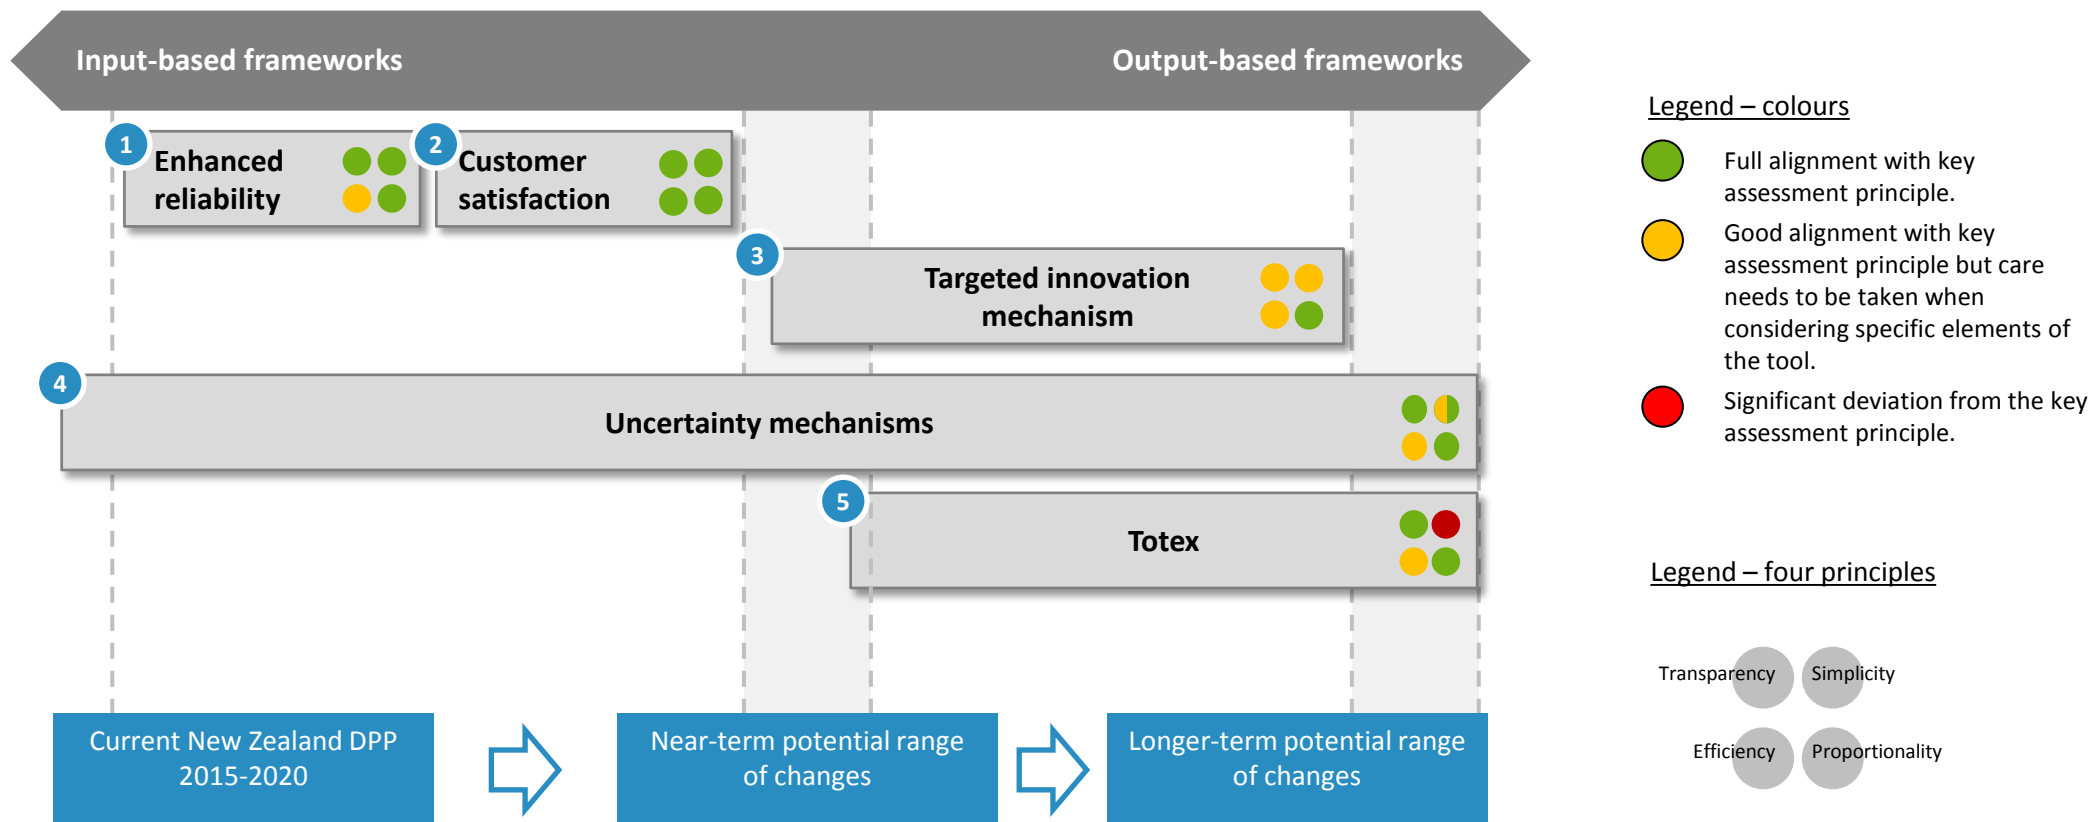 Input-based frameworks
Output-based frameworks
1
Enhanced
reliability
2
Customer
satisfaction
3
Targeted innovation
mechanism
4
Uncertainty mechanisms
5
Totex
Current New Zealand DPP
2015-2020
Near-term potential range
of changes
Longer-term potential range
of changes
Legend – colours
Full alignment with key
assessment principle.
Good alignment with key
assessment principle but care
needs to be taken when
considering specific elements of
the tool.
Significant deviation from the key
assessment principle.
Legend – four principles
Transparency
Simplicity
Efficiency
Proportionality